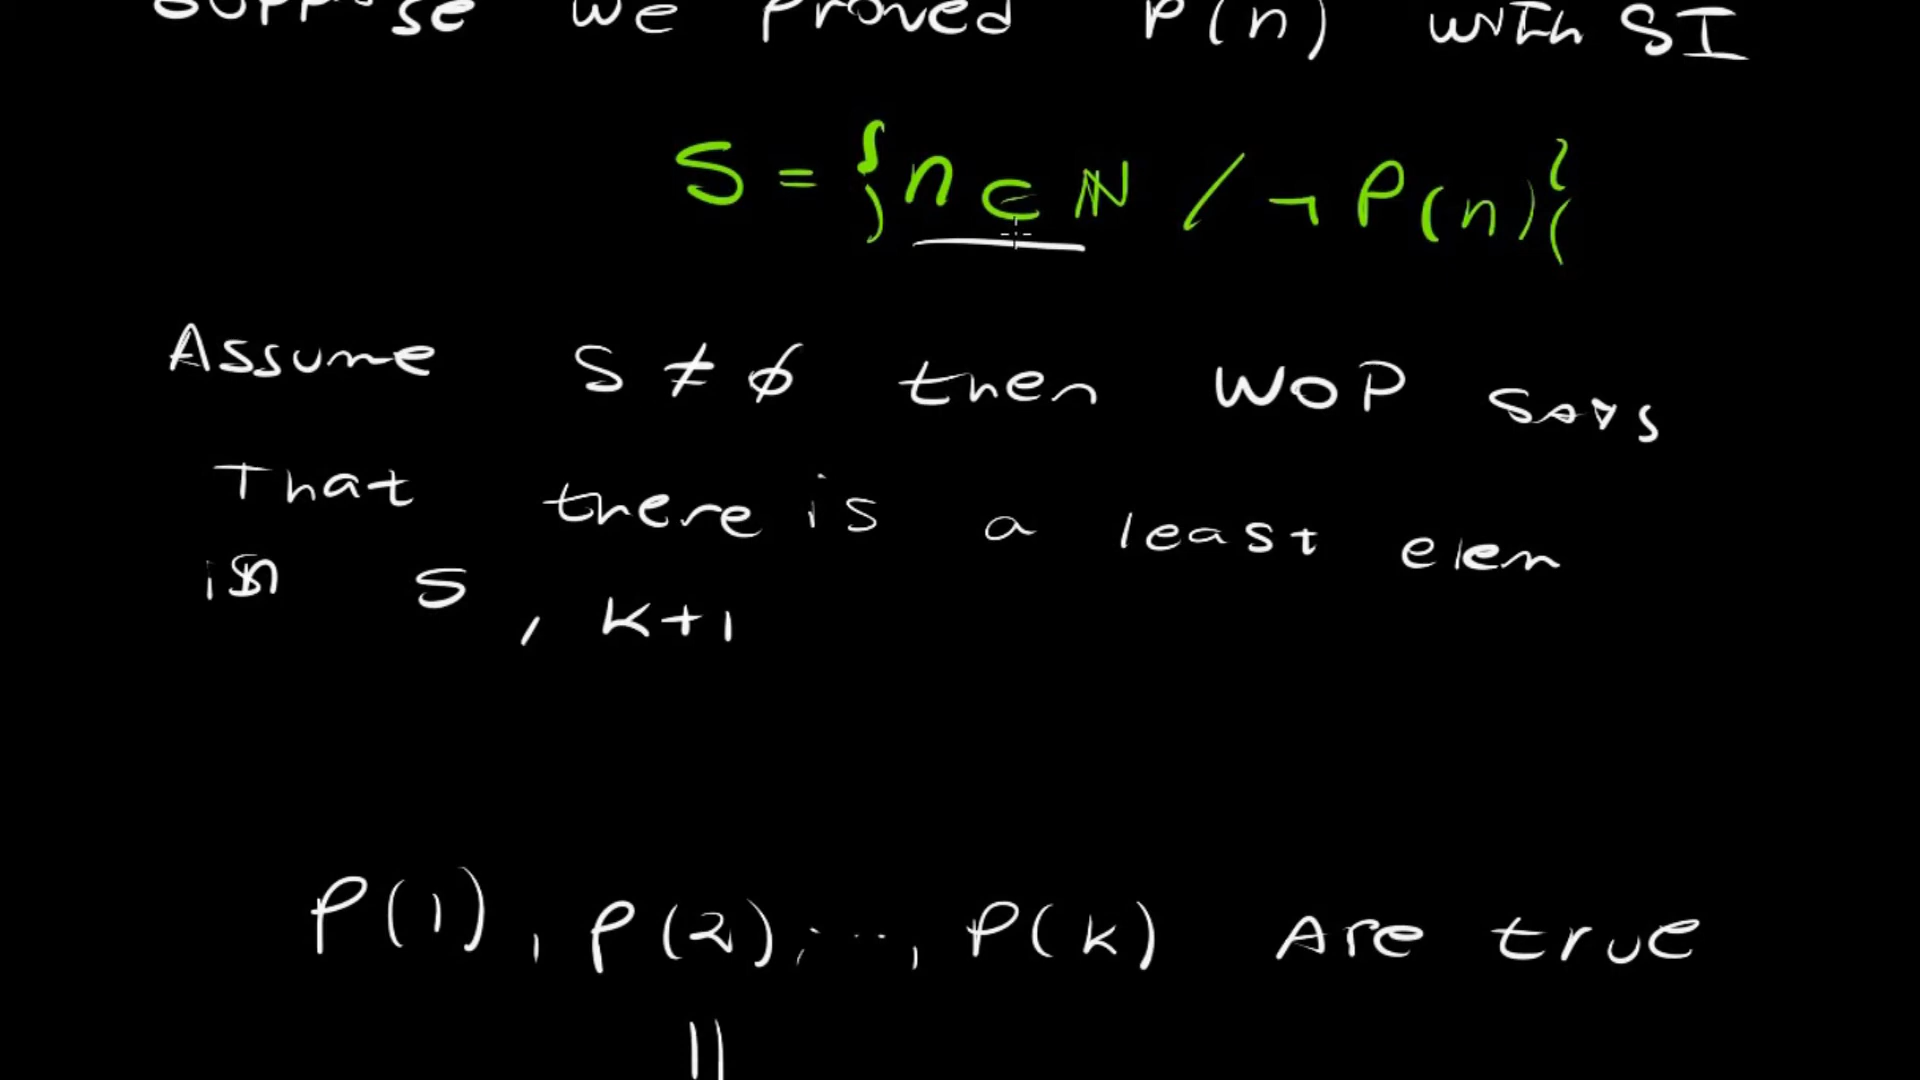 Suppose we proved P(n) with SI
S = {n ∈ ℕ / ¬ P(n)}
Assume S ≠ ∅ then WOP says
That there is a least elem
in S, k+1
P(1), P(2), ..., P(k) Are true